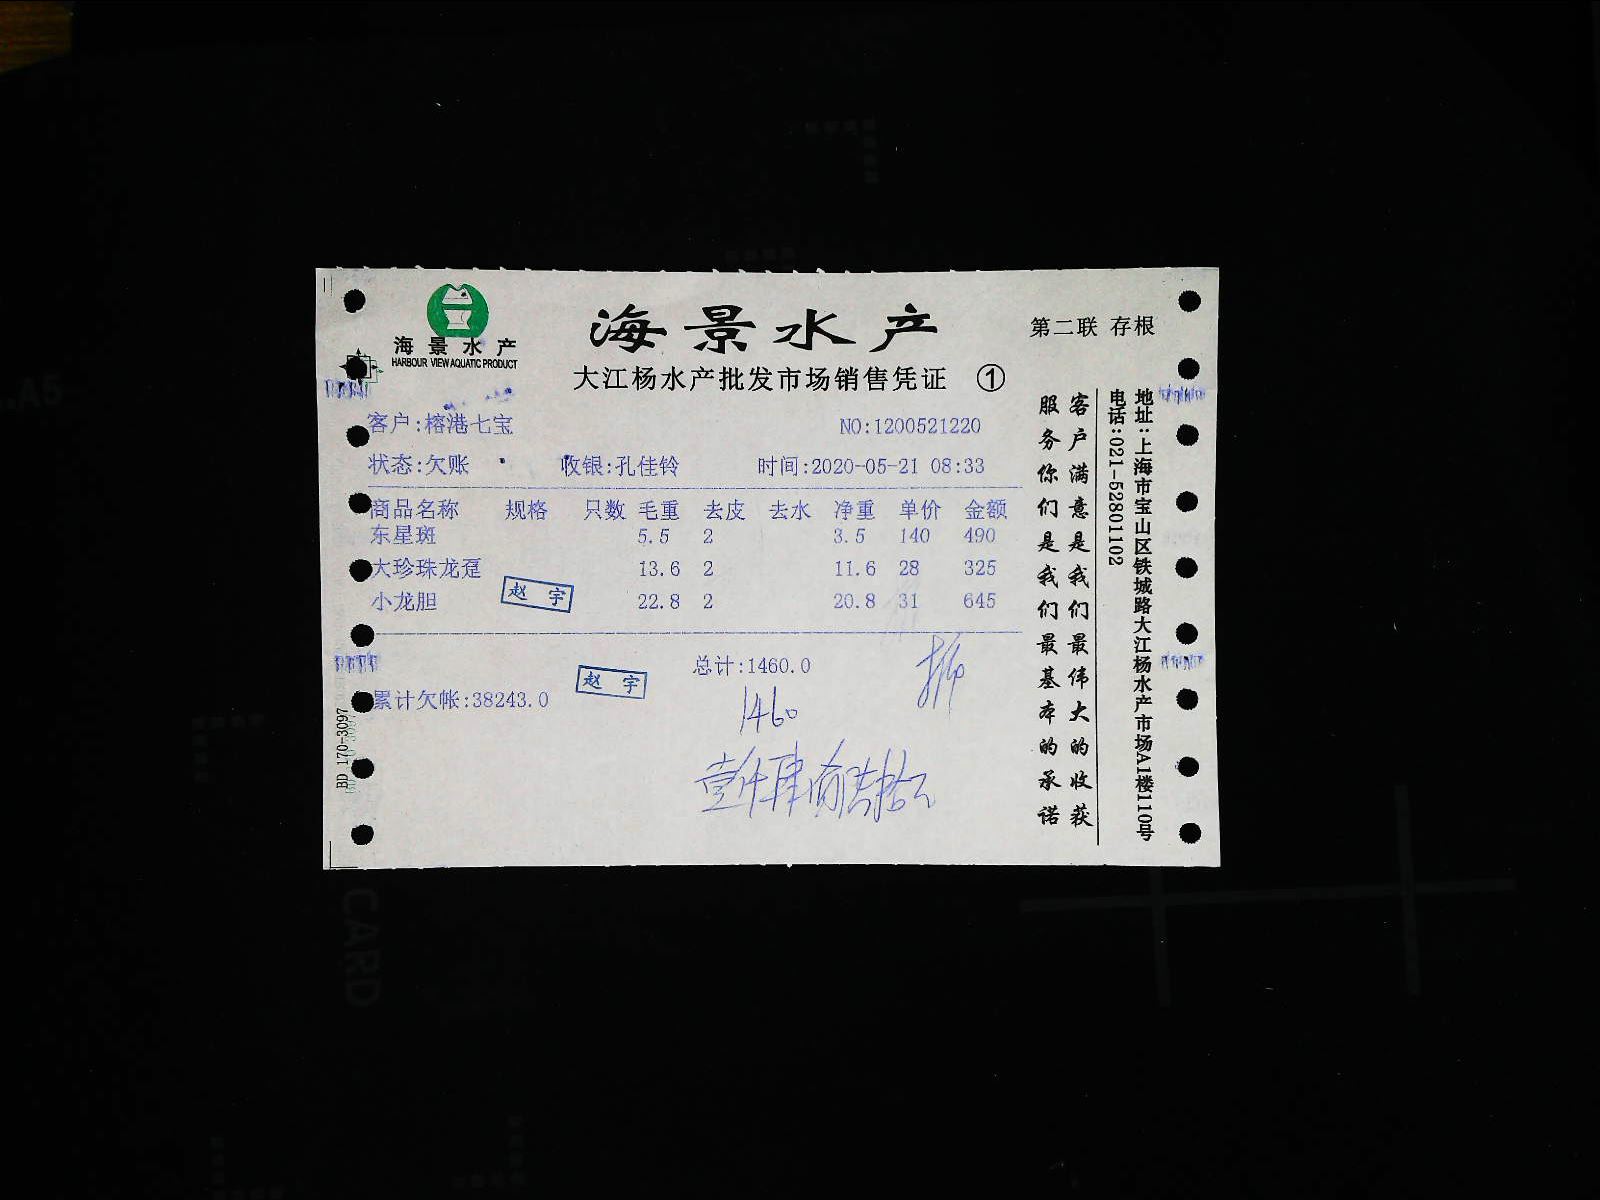 海景水产
HARBOUR VIEW AQUATIC PRODUCT
海景水产
第二联 存根
大江杨水产批发市场销售凭证 ①
客户:榕港七宝 NO:1200521220
状态:欠账 收银:孔佳铃 时间:2020-05-21 08:33
商品名称 规格 只数 毛重 去皮 去水 净重 单价 金额
东星斑 5.5 2 3.5 140 490
大珍珠龙趸 13.6 2 11.6 28 325
小龙胆 22.8 2 20.8 31 645
赵宇
总计:1460.0
赵宇
累计欠帐:38243.0
1460
客户满意是我们最伟大的收获
服务你们是我们最基本的承诺
地址:上海市宝山区铁城路大江杨水产市场A1楼110号
电话:021-52801102
BD 170-3097
CARD
A5